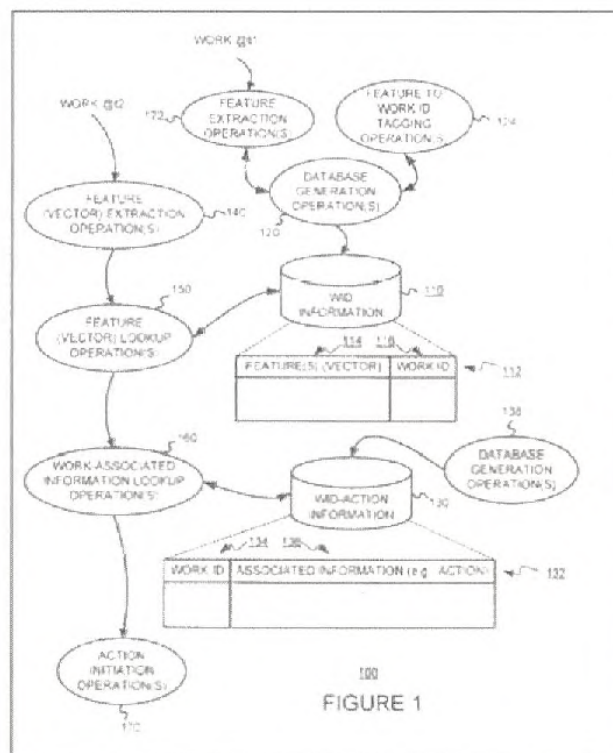 WORK @t1
WORK @t2
FEATURE
EXTRACTION
OPERATION(S)
FEATURE TO
WORK ID
TAGGING
OPERATION(S)
124
DATABASE
GENERATION
OPERATION(S)
120
FEATURE
(VECTOR) EXTRACTION
OPERATION(S)
140
150
WID
INFORMATION
110
FEATURE
(VECTOR) LOOKUP
OPERATION(S)
114 116
FEATURE(S) (VECTOR) WORK ID
112
160
WORK-ASSOCIATED
INFORMATION LOOKUP
OPERATION(S)
WID-ACTION
INFORMATION
130
138
DATABASE
GENERATION
OPERATION(S)
134 136
WORK ID ASSOCIATED INFORMATION (e.g. ACTION)
132
ACTION
INITIATION
OPERATION(S)
170
100
FIGURE 1